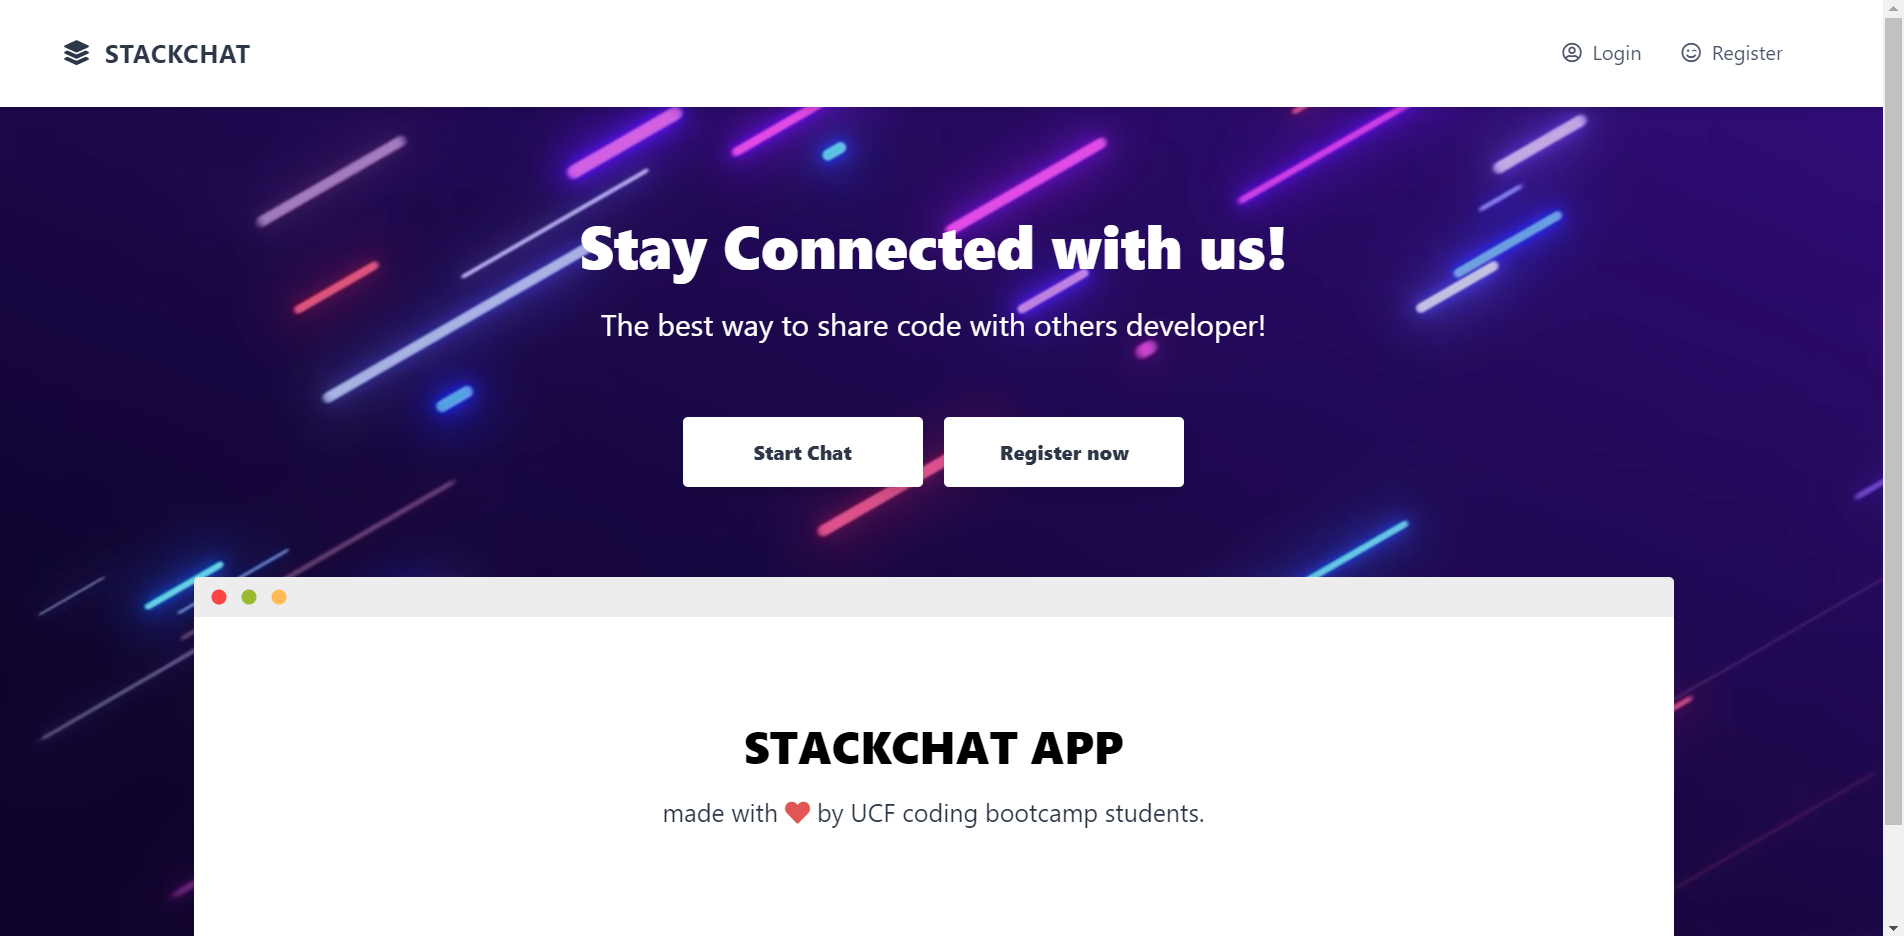 STACKCHAT
Login
Register
Stay Connected with us!
The best way to share code with others developer!
Start Chat
Register now
STACKCHAT APP
made with ❤ by UCF coding bootcamp students.